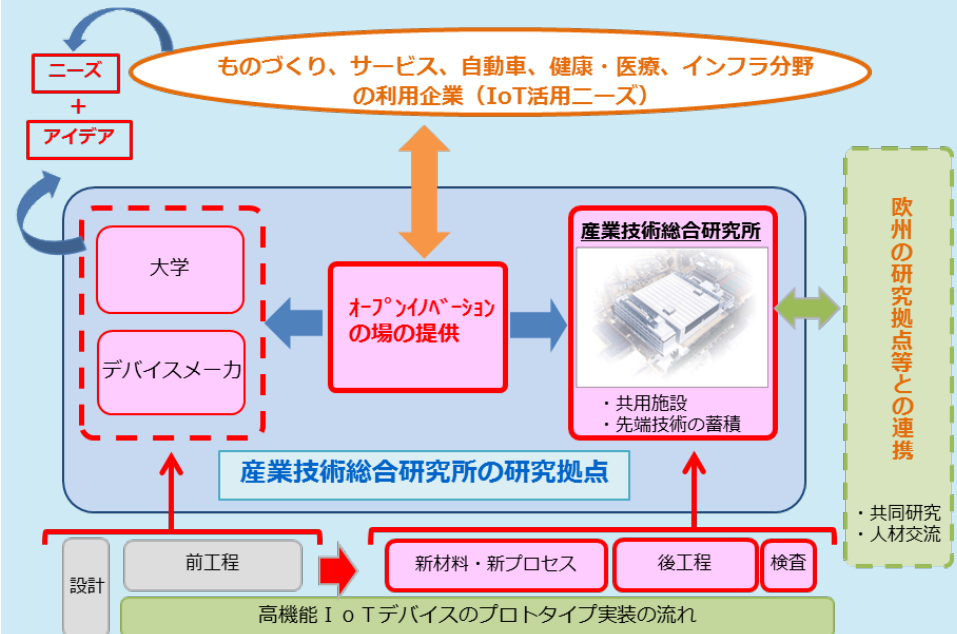 ニーズ
+
アイデア
ものづくり、サービス、自動車、健康・医療、インフラ分野
の利用企業（IoT活用ニーズ）
大学
デバイスメーカ
ｵｰﾌﾟﾝｲﾉﾍﾞｰｼｮﾝ
の場の提供
産業技術総合研究所
・共用施設
・先端技術の蓄積
産業技術総合研究所の研究拠点
欧州の研究拠点等との連携
・共同研究
・人材交流
設計
前工程
新材料・新プロセス
後工程
検査
高機能ＩｏＴデバイスのプロトタイプ実装の流れ